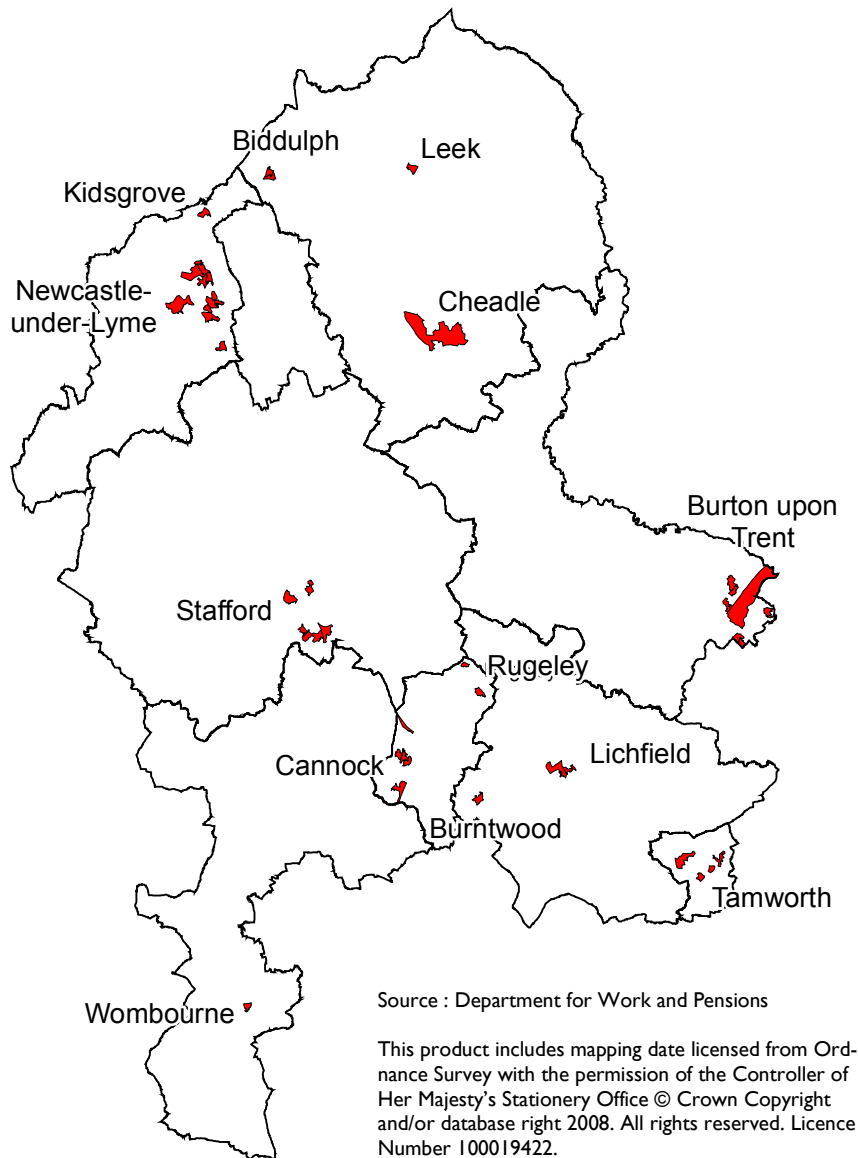 Biddulph
Leek
Kidsgrove
Newcastle-
under-Lyme
Cheadle
Burton upon
Trent
Stafford
Rugeley
Cannock
Lichfield
Burntwood
Tamworth
Wombourne
Source : Department for Work and Pensions
This product includes mapping date licensed from Ord-
nance Survey with the permission of the Controller of
Her Majesty's Stationery Office © Crown Copyright
and/or database right 2008. All rights reserved. Licence
Number 100019422.